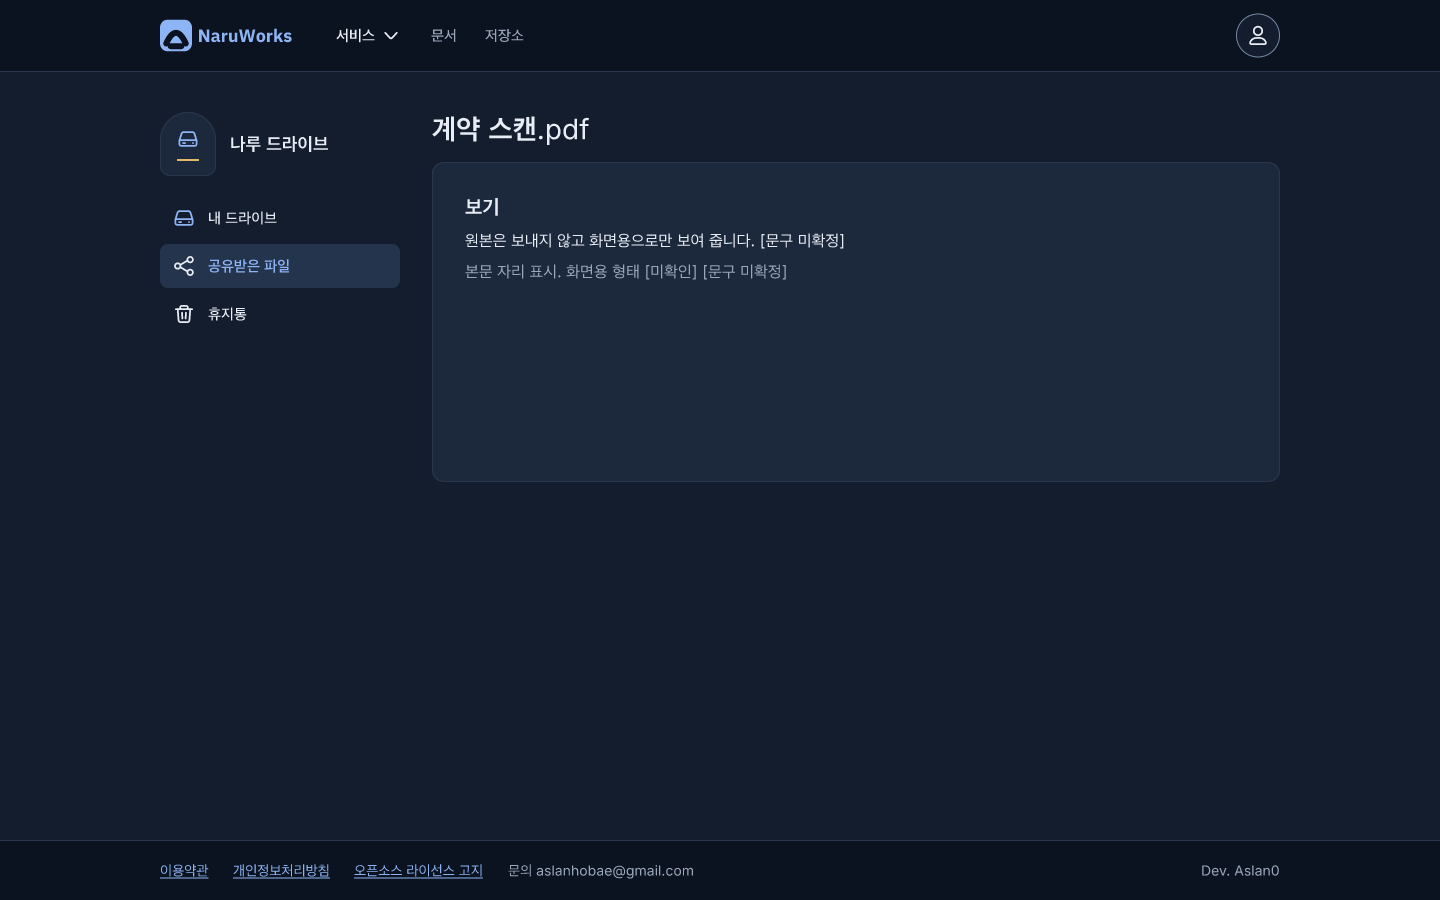 NaruWorks
서비스
문서
저장소
나루 드라이브
내 드라이브
공유받은 파일
휴지통
계약 스캔.pdf
보기
원본은 보내지 않고 화면용으로만 보여 줍니다. [문구 미확정]
본문 자리 표시. 화면용 형태 [미확인] [문구 미확정]
이용약관
개인정보처리방침
오픈소스 라이선스 고지
문의 aslanhobae@gmail.com
Dev. Aslan0